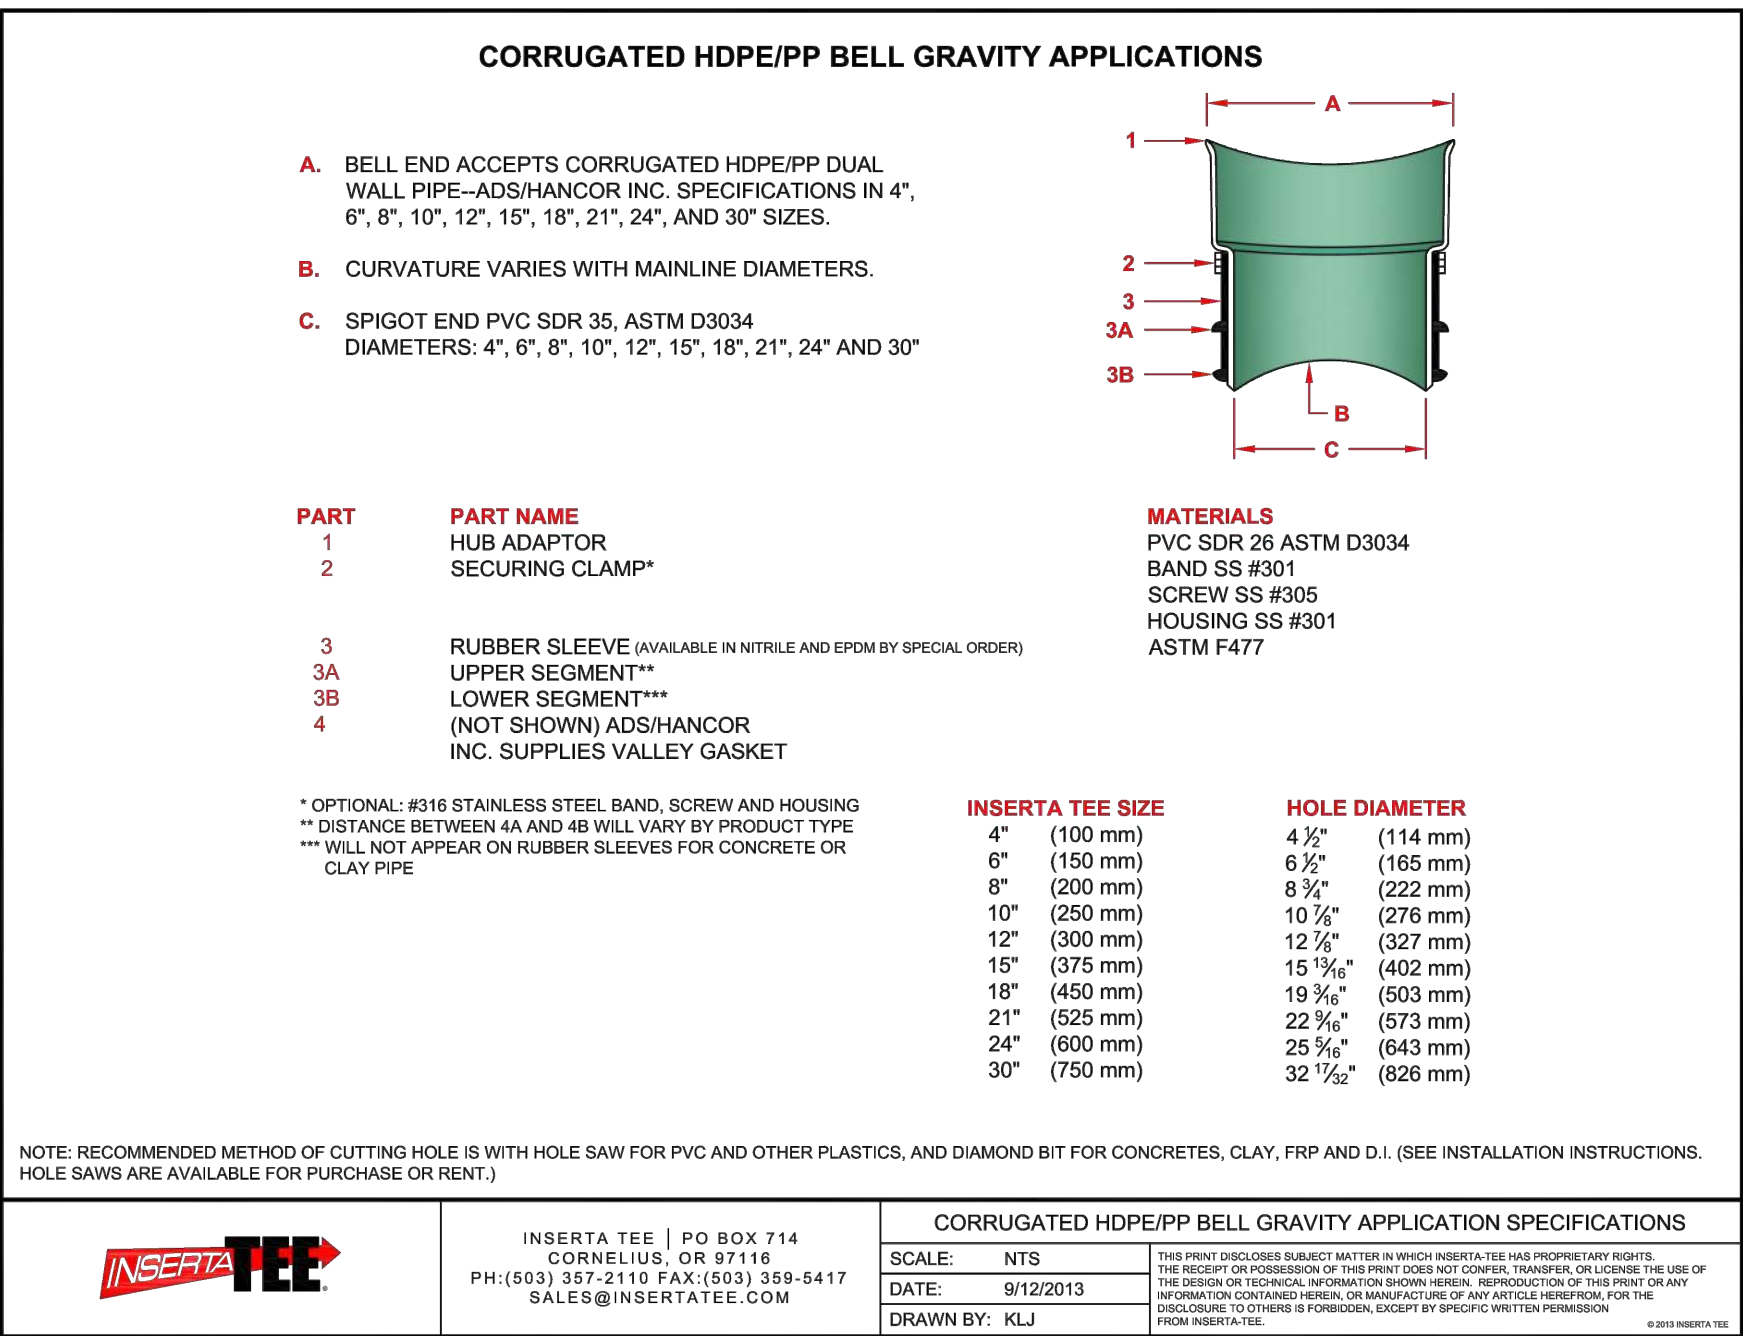 CORRUGATED HDPE/PP BELL GRAVITY APPLICATIONS
A. BELL END ACCEPTS CORRUGATED HDPE/PP DUAL
WALL PIPE--ADS/HANCOR INC. SPECIFICATIONS IN 4",
6", 8", 10", 12", 15", 18", 21", 24", AND 30" SIZES.
B. CURVATURE VARIES WITH MAINLINE DIAMETERS.
C. SPIGOT END PVC SDR 35, ASTM D3034
DIAMETERS: 4", 6", 8", 10", 12", 15", 18", 21", 24" AND 30"
A
1
2
3
3A
3B
B
C
PART PART NAME MATERIALS
1 HUB ADAPTOR PVC SDR 26 ASTM D3034
2 SECURING CLAMP* BAND SS #301
SCREW SS #305
HOUSING SS #301
3 RUBBER SLEEVE (AVAILABLE IN NITRILE AND EPDM BY SPECIAL ORDER) ASTM F477
3A UPPER SEGMENT**
3B LOWER SEGMENT***
4 (NOT SHOWN) ADS/HANCOR
INC. SUPPLIES VALLEY GASKET
* OPTIONAL: #316 STAINLESS STEEL BAND, SCREW AND HOUSING
** DISTANCE BETWEEN 4A AND 4B WILL VARY BY PRODUCT TYPE
*** WILL NOT APPEAR ON RUBBER SLEEVES FOR CONCRETE OR
CLAY PIPE
INSERTA TEE SIZE HOLE DIAMETER
4" (100 mm) 4 ½" (114 mm)
6" (150 mm) 6 ½" (165 mm)
8" (200 mm) 8 ¾" (222 mm)
10" (250 mm) 10 ⅞" (276 mm)
12" (300 mm) 12 ⅞" (327 mm)
15" (375 mm) 15 13/16" (402 mm)
18" (450 mm) 19 3/16" (503 mm)
21" (525 mm) 22 9/16" (573 mm)
24" (600 mm) 25 5/16" (643 mm)
30" (750 mm) 32 17/32" (826 mm)
NOTE: RECOMMENDED METHOD OF CUTTING HOLE IS WITH HOLE SAW FOR PVC AND OTHER PLASTICS, AND DIAMOND BIT FOR CONCRETES, CLAY, FRP AND D.I. (SEE INSTALLATION INSTRUCTIONS.
HOLE SAWS ARE AVAILABLE FOR PURCHASE OR RENT.)
INSERTA TEE®
INSERTA TEE | PO BOX 714
CORNELIUS, OR 97116
PH:(503) 357-2110 FAX:(503) 359-5417
SALES@INSERTATEE.COM
CORRUGATED HDPE/PP BELL GRAVITY APPLICATION SPECIFICATIONS
SCALE: NTS
DATE: 9/12/2013
DRAWN BY: KLJ
THIS PRINT DISCLOSES SUBJECT MATTER IN WHICH INSERTA-TEE HAS PROPRIETARY RIGHTS.
THE RECEIPT OR POSSESSION OF THIS PRINT DOES NOT CONFER, TRANSFER, OR LICENSE THE USE OF
THE DESIGN OR TECHNICAL INFORMATION SHOWN HEREIN. REPRODUCTION OF THIS PRINT OR ANY
INFORMATION CONTAINED HEREIN, OR MANUFACTURE OF ANY ARTICLE HEREFROM, FOR THE
DISCLOSURE TO OTHERS IS FORBIDDEN, EXCEPT BY SPECIFIC WRITTEN PERMISSION
FROM INSERTA-TEE.
© 2013 INSERTA TEE